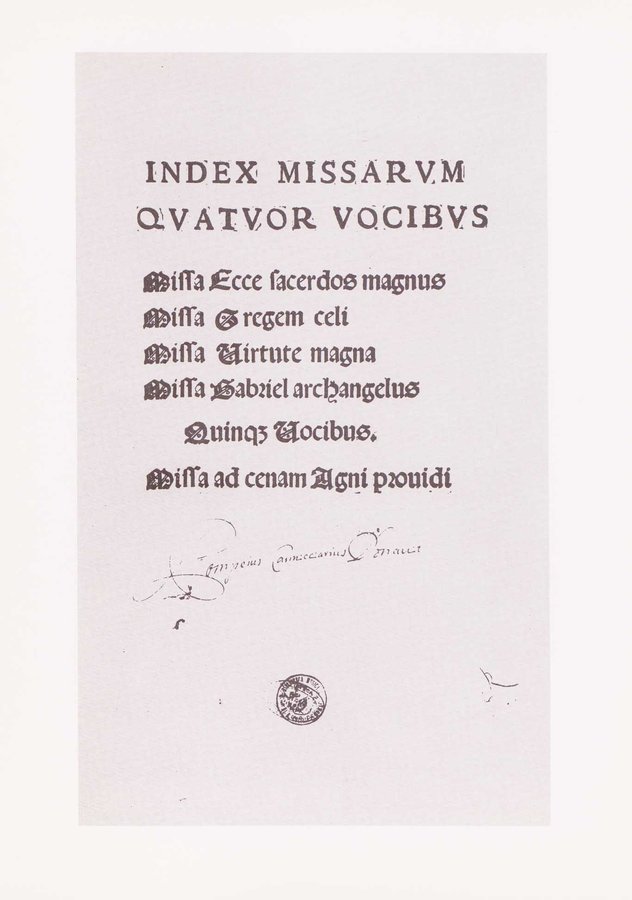 INDEX MISSARVM
QVATVOR VOCIBVS
Missa Ecce sacerdos magnus
Missa O regem celi
Missa Uirtute magna
Missa Gabriel archangelus
Quinqꝫ Uocibus.
Missa ad cenam Agni prouidi